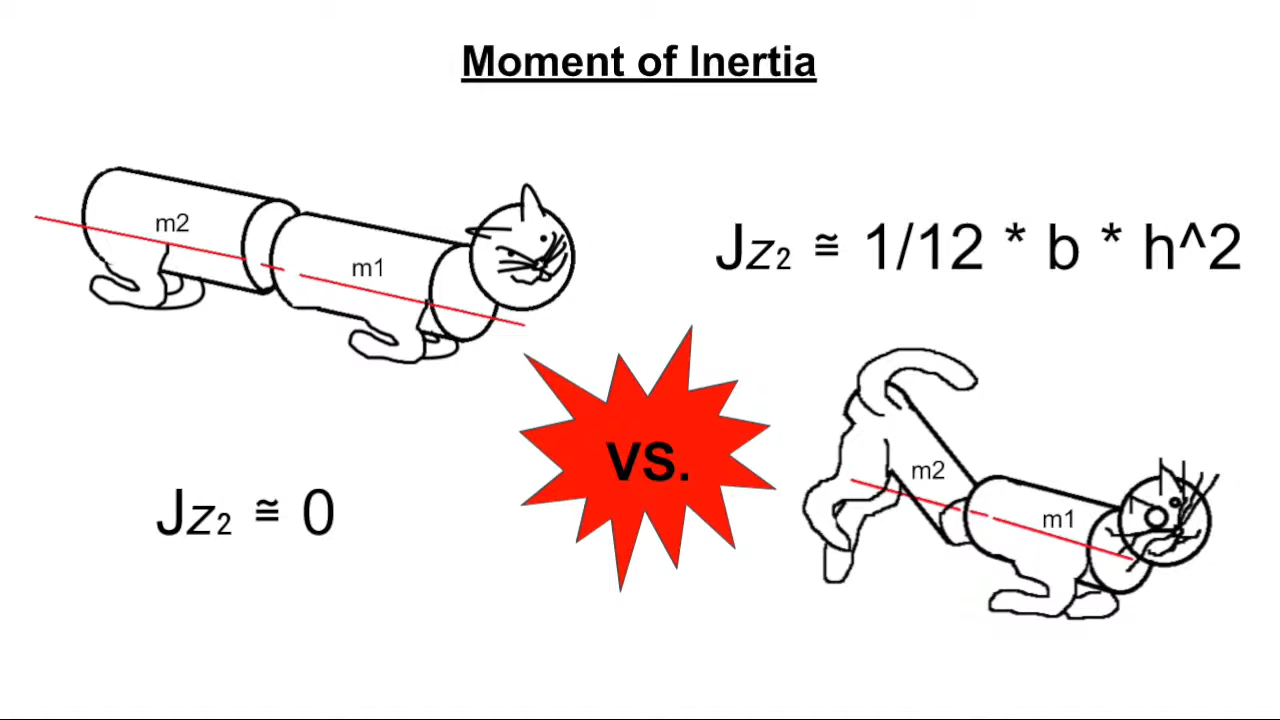 Moment of Inertia
m2
m1
Jz₂ ≅ 1/12 * b * h^2
VS.
Jz₂ ≅ 0
m2
m1